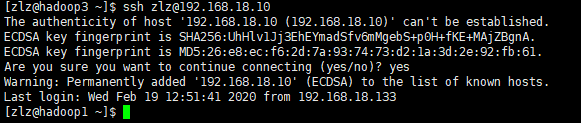 [zlz@hadoop3 ~]$ ssh zlz@192.168.18.10
The authenticity of host '192.168.18.10 (192.168.18.10)' can't be established.
ECDSA key fingerprint is SHA256:UhHlv1Jj3EhEYmadSfv6mMgebS+p0H+fKE+MAjZBgnA.
ECDSA key fingerprint is MD5:26:e8:ec:f6:2d:7a:93:74:73:d2:1a:3d:2e:92:fb:61.
Are you sure you want to continue connecting (yes/no)? yes
Warning: Permanently added '192.168.18.10' (ECDSA) to the list of known hosts.
Last login: Wed Feb 19 12:51:41 2020 from 192.168.18.133
[zlz@hadoop1 ~]$